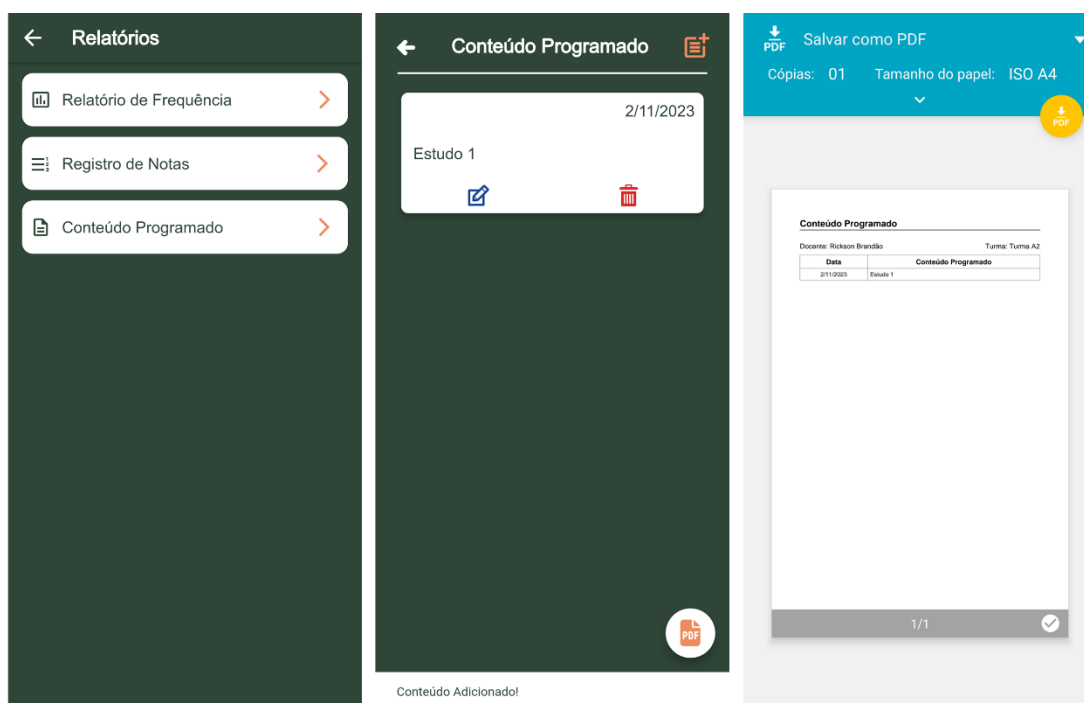 Relatórios
Relatório de Frequência
Registro de Notas
Conteúdo Programado
Conteúdo Programado
2/11/2023
Estudo 1
PDF
Conteúdo Adicionado!
PDF
Salvar como PDF
Cópias: 01 Tamanho do papel: ISO A4
PDF
Conteúdo Programado
Docente: Rickson Brandão Turma: Turma A2
Data Conteúdo Programado
2/11/2023 Estudo 1
1/1